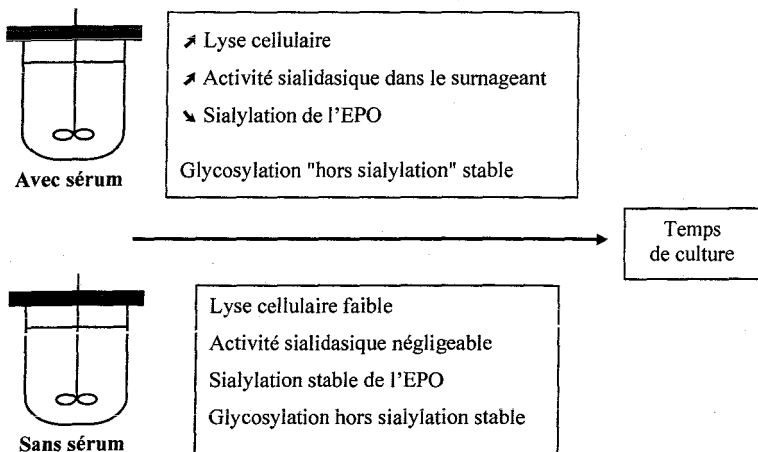 ↗ Lyse cellulaire
↗ Activité sialidasique dans le surnageant
↘ Sialylation de l'EPO
Glycosylation "hors sialylation" stable
Avec sérum
Temps
de culture
Lyse cellulaire faible
Activité sialidasique négligeable
Sialylation stable de l'EPO
Glycosylation hors sialylation stable
Sans sérum